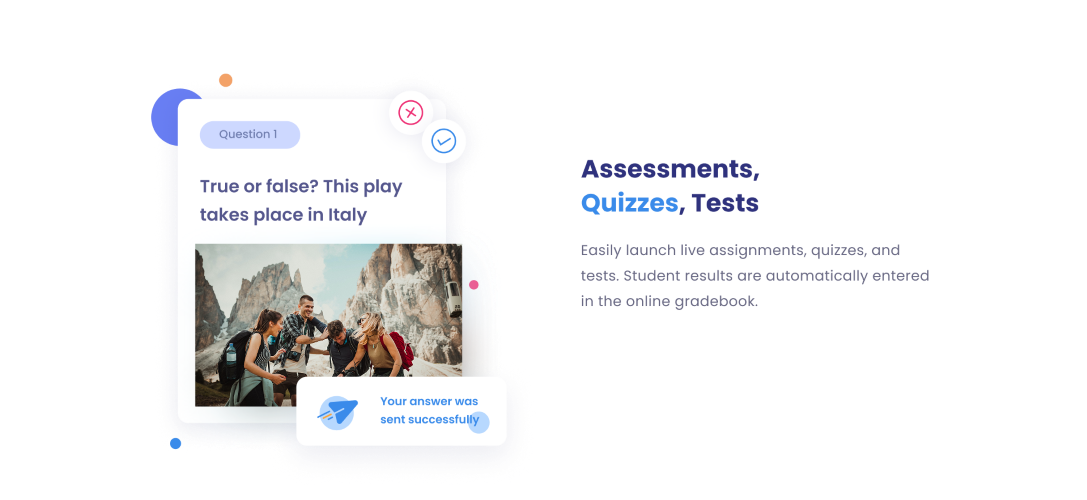 Question 1
True or false? This play
takes place in Italy
Your answer was
sent successfully
Assessments,
Quizzes, Tests
Easily launch live assignments, quizzes, and
tests. Student results are automatically entered
in the online gradebook.